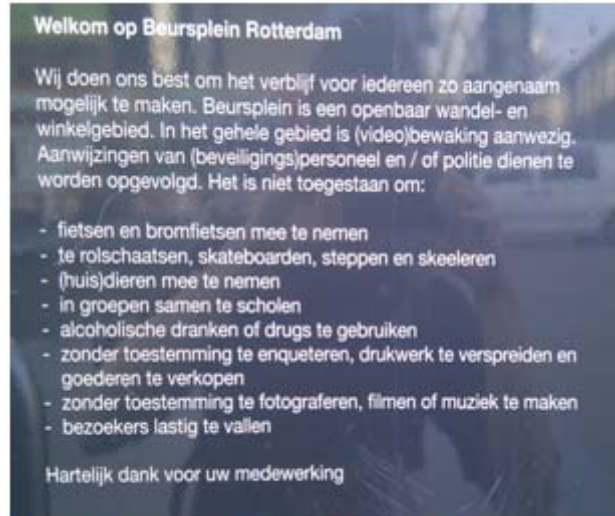 Welkom op Beursplein Rotterdam
Wij doen ons best om het verblijf voor iedereen zo aangenaam
mogelijk te maken. Beursplein is een openbaar wandel- en
winkelgebied. In het gehele gebied is (video)bewaking aanwezig.
Aanwijzingen van (beveiligings)personeel en / of politie dienen te
worden opgevolgd. Het is niet toegestaan om:
- fietsen en bromfietsen mee te nemen
- te rolschaatsen, skateboarden, steppen en skeeleren
- (huis)dieren mee te nemen
- in groepen samen te scholen
- alcoholische dranken of drugs te gebruiken
- zonder toestemming te enqueteren, drukwerk te verspreiden en
goederen te verkopen
- zonder toestemming te fotograferen, filmen of muziek te maken
- bezoekers lastig te vallen
Hartelijk dank voor uw medewerking